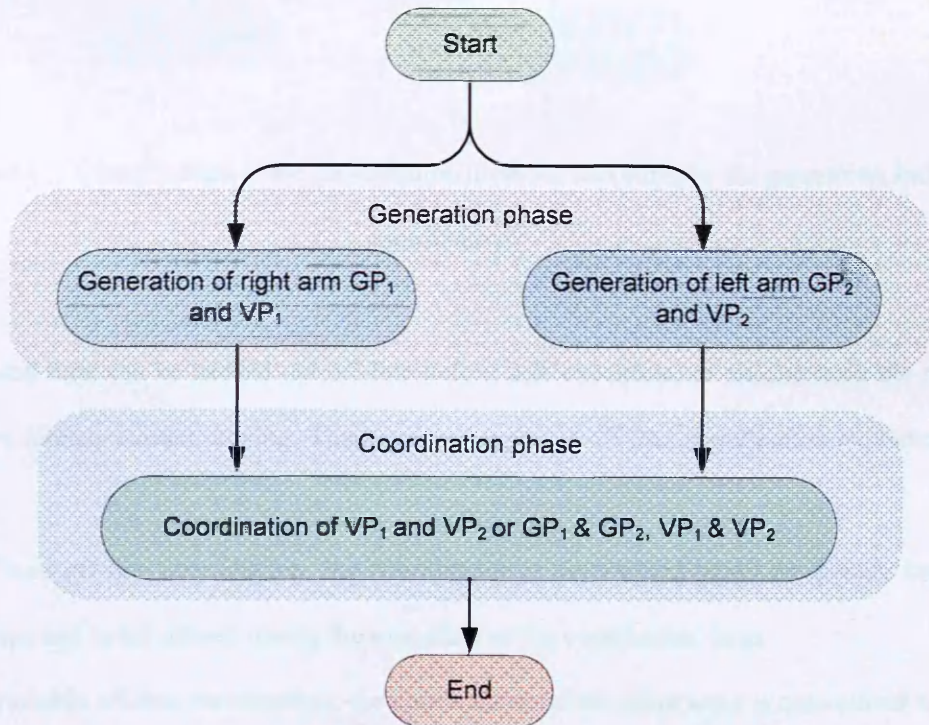 Start
Generation phase
Generation of right arm GP₁
and VP₁
Generation of left arm GP₂
and VP₂
Coordination phase
Coordination of VP₁ and VP₂ or GP₁ & GP₂, VP₁ & VP₂
End